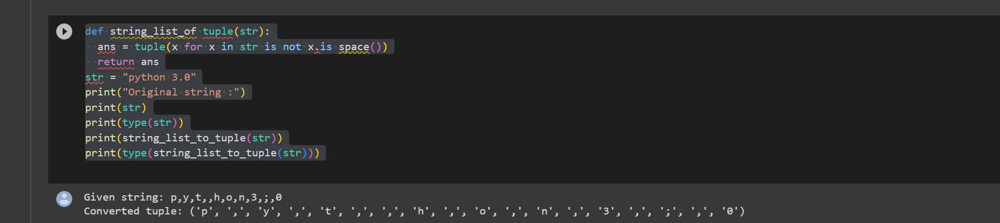 def string_list_of tuple(str):
ans = tuple(x for x in str is not x.is space())
return ans
str = "python 3.0"
print("Original string :")
print(str)
print(type(str))
print(string_list_to_tuple(str))
print(type(string_list_to_tuple(str)))
Given string: p,y,t,,h,o,n,3,;,0
Converted tuple: ('p', ',', 'y', ',', 't', ',', ',', 'h', ',', 'o', ',', 'n', ',', '3', ',', ';', ',', '0')